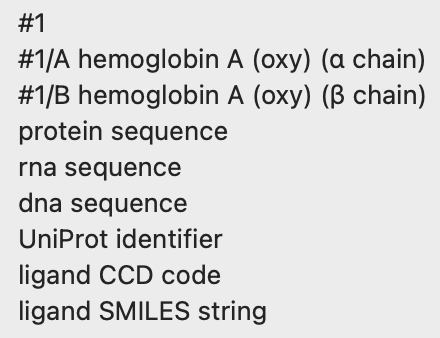 #1
#1/A hemoglobin A (oxy) (α chain)
#1/B hemoglobin A (oxy) (β chain)
protein sequence
rna sequence
dna sequence
UniProt identifier
ligand CCD code
ligand SMILES string